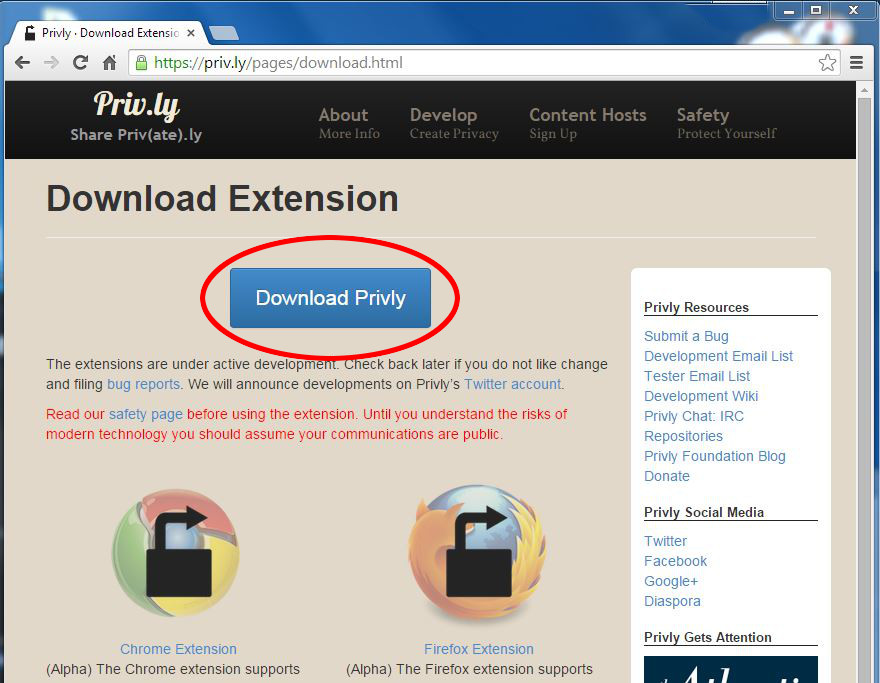 Privly · Download Extensio
https://priv.ly/pages/download.html
Priv.ly
Share Priv(ate).ly
About
More Info
Develop
Create Privacy
Content Hosts
Sign Up
Safety
Protect Yourself
Download Extension
Download Privly
The extensions are under active development. Check back later if you do not like change
and filing bug reports. We will announce developments on Privly's Twitter account.
Read our safety page before using the extension. Until you understand the risks of
modern technology you should assume your communications are public.
Chrome Extension
(Alpha) The Chrome extension supports
Firefox Extension
(Alpha) The Firefox extension supports
Privly Resources
Submit a Bug
Development Email List
Tester Email List
Development Wiki
Privly Chat: IRC
Repositories
Privly Foundation Blog
Donate
Privly Social Media
Twitter
Facebook
Google+
Diaspora
Privly Gets Attention